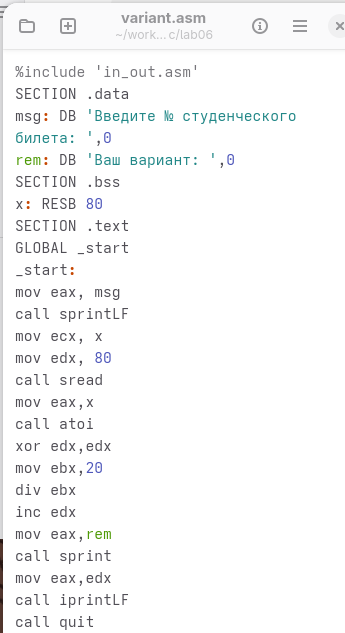 variant.asm
~/work... c/lab06
%include 'in_out.asm'
SECTION .data
msg: DB 'Введите № студенческого
билета: ',0
rem: DB 'Ваш вариант: ',0
SECTION .bss
x: RESB 80
SECTION .text
GLOBAL _start
_start:
mov eax, msg
call sprintLF
mov ecx, x
mov edx, 80
call sread
mov eax,x
call atoi
xor edx,edx
mov ebx,20
div ebx
inc edx
mov eax,rem
call sprint
mov eax,edx
call iprintLF
call quit